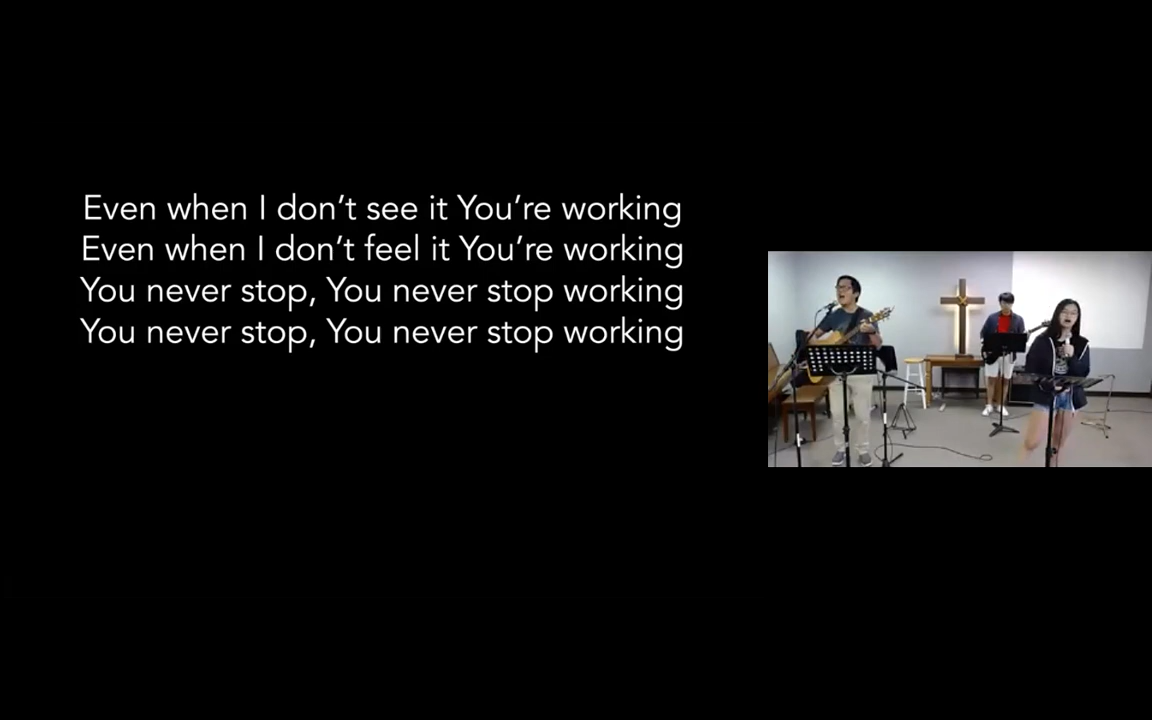 Even when I don't see it You're working
Even when I don't feel it You're working
You never stop, You never stop working
You never stop, You never stop working